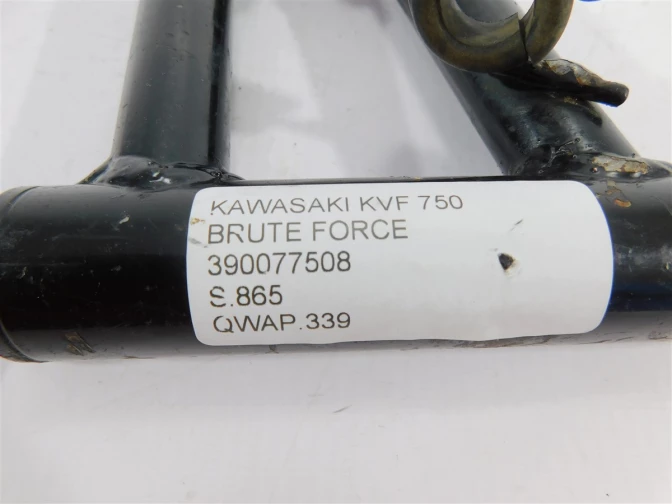 KAWASAKI KVF 750
BRUTE FORCE
390077508
S.865
QWAP.339